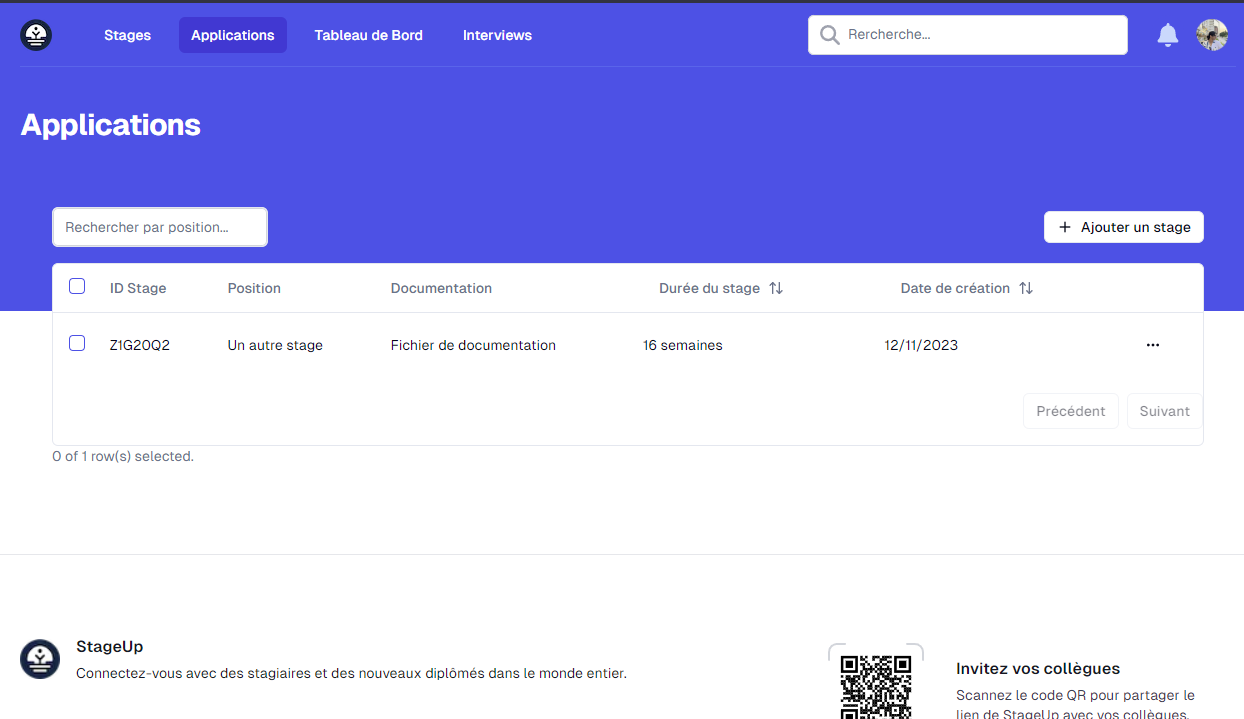 Stages Applications Tableau de Bord Interviews Rercherche...
Applications
Rechercher par position... Ajouter un stage
ID Stage Position Documentation Durée du stage Date de création
Z1G20Q2 Un autre stage Fichier de documentation 16 semaines 12/11/2023
Précédent Suivant
0 of 1 row(s) selected.
StageUp
Connectez-vous avec des stagiaires et des nouveaux diplômés dans le monde entier.
Invitez vos collègues
Scannez le code QR pour partager le
lien de StageUp avec vos collègues.